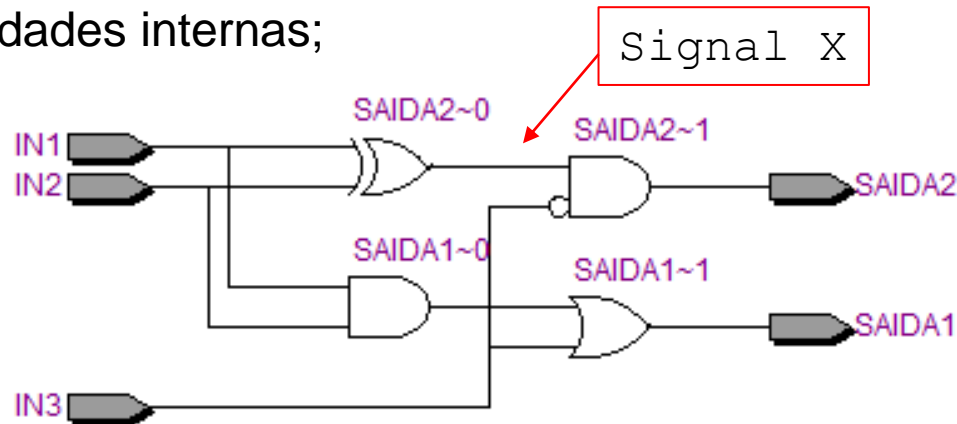 dades internas;
Signal X
SAIDA2~0
IN1
SAIDA2~1
IN2
SAIDA2
SAIDA1~0
SAIDA1~1
SAIDA1
IN3